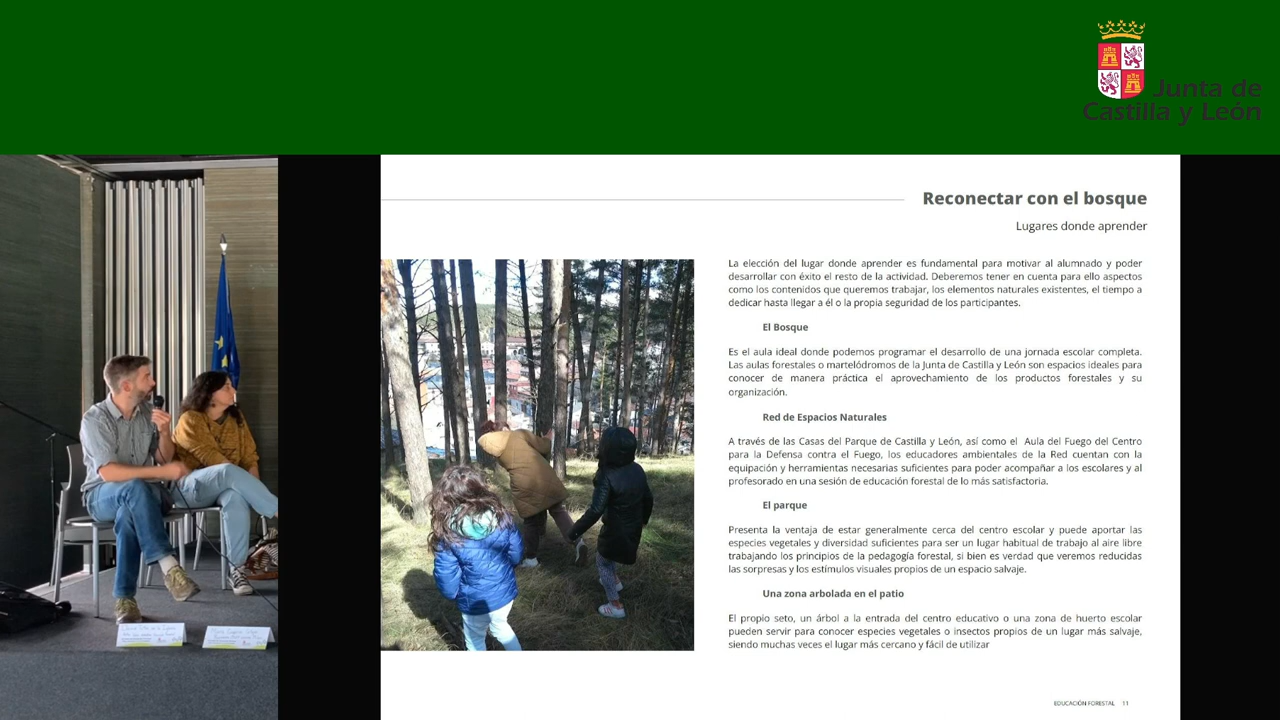 Junta de
Castilla y León
Reconectar con el bosque
Lugares donde aprender
La elección del lugar donde aprender es fundamental para motivar al alumnado y poder
desarrollar con éxito el resto de la actividad. Deberemos tener en cuenta para ello aspectos
como los contenidos que queremos trabajar, los elementos naturales existentes, el tiempo a
dedicar hasta llegar a él o la propia seguridad de los participantes.
El Bosque
Es el aula ideal donde podemos programar el desarrollo de una jornada escolar completa.
Las aulas forestales o martelódromos de la Junta de Castilla y León son espacios ideales para
conocer de manera práctica el aprovechamiento de los productos forestales y su
organización.
Red de Espacios Naturales
A través de las Casas del Parque de Castilla y León, así como el Aula del Fuego del Centro
para la Defensa contra el Fuego, los educadores ambientales de la Red cuentan con la
equipación y herramientas necesarias suficientes para poder acompañar a los escolares y al
profesorado en una sesión de educación forestal de lo más satisfactoria.
El parque
Presenta la ventaja de estar generalmente cerca del centro escolar y puede aportar las
especies vegetales y diversidad suficientes para ser un lugar habitual de trabajo al aire libre
trabajando los principios de la pedagogía forestal, si bien es verdad que veremos reducidas
las sorpresas y los estímulos visuales propios de un espacio salvaje.
Una zona arbolada en el patio
El propio seto, un árbol a la entrada del centro educativo o una zona de huerto escolar
pueden servir para conocer especies vegetales o insectos propios de un lugar más salvaje,
siendo muchas veces el lugar más cercano y fácil de utilizar
EDUCACIÓN FORESTAL 11